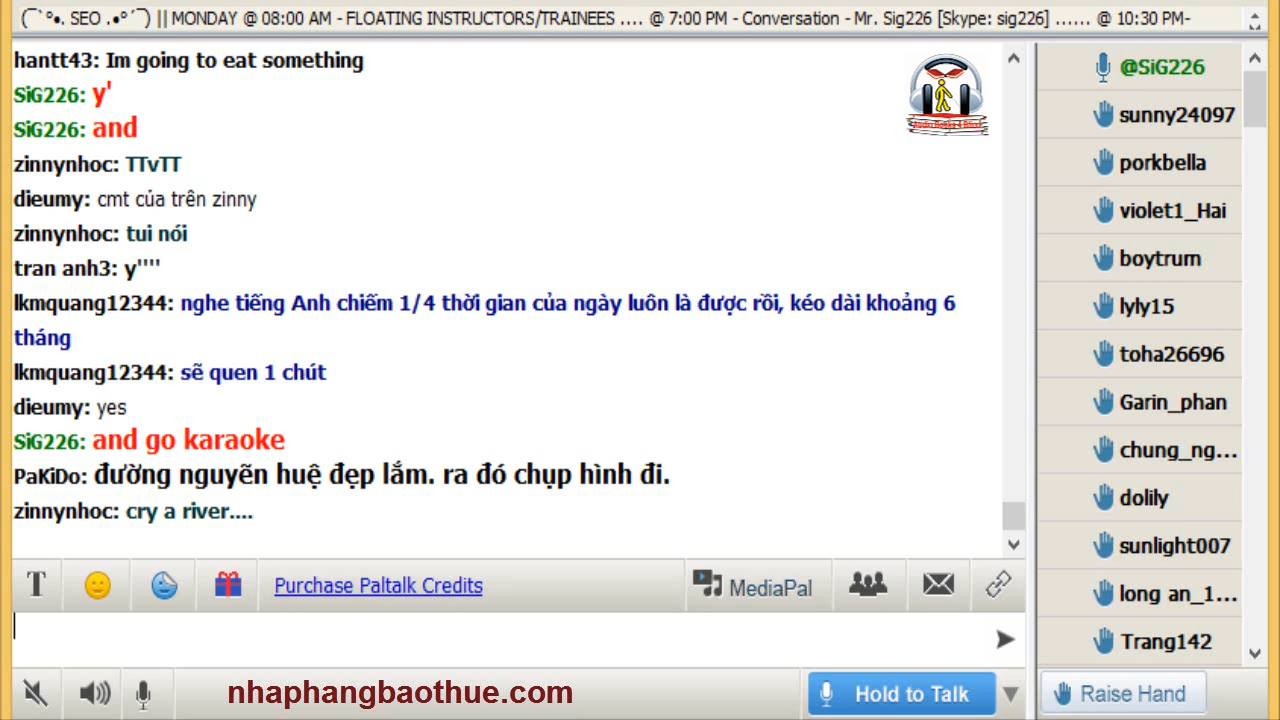 (¯`°•. SEO .•°´¯) || MONDAY @ 08:00 AM - FLOATING INSTRUCTORS/TRAINEES .... @ 7:00 PM - Conversation - Mr. Sig226 [Skype: sig226] ...... @ 10:30 PM-
hantt43: Im going to eat something
SiG226: y'
SiG226: and
zinnynhoc: TTvTT
dieumy: cmt của trên zinny
zinnynhoc: tui nói
tran anh3: y''''
lkmquang12344: nghe tiếng Anh chiếm 1/4 thời gian của ngày luôn là được rồi, kéo dài khoảng 6
tháng
lkmquang12344: sẽ quen 1 chút
dieumy: yes
SiG226: and go karaoke
PaKiDo: đường nguyễn huệ đẹp lắm. ra đó chụp hình đi.
zinnynhoc: cry a river....
@SiG226
sunny24097
porkbella
violet1_Hai
boytrum
lyly15
toha26696
Garin_phan
chung_ng...
dolily
sunlight007
long an_1...
Trang142
T
Purchase Paltalk Credits
MediaPal
nhaphangbaothue.com
Hold to Talk
Raise Hand